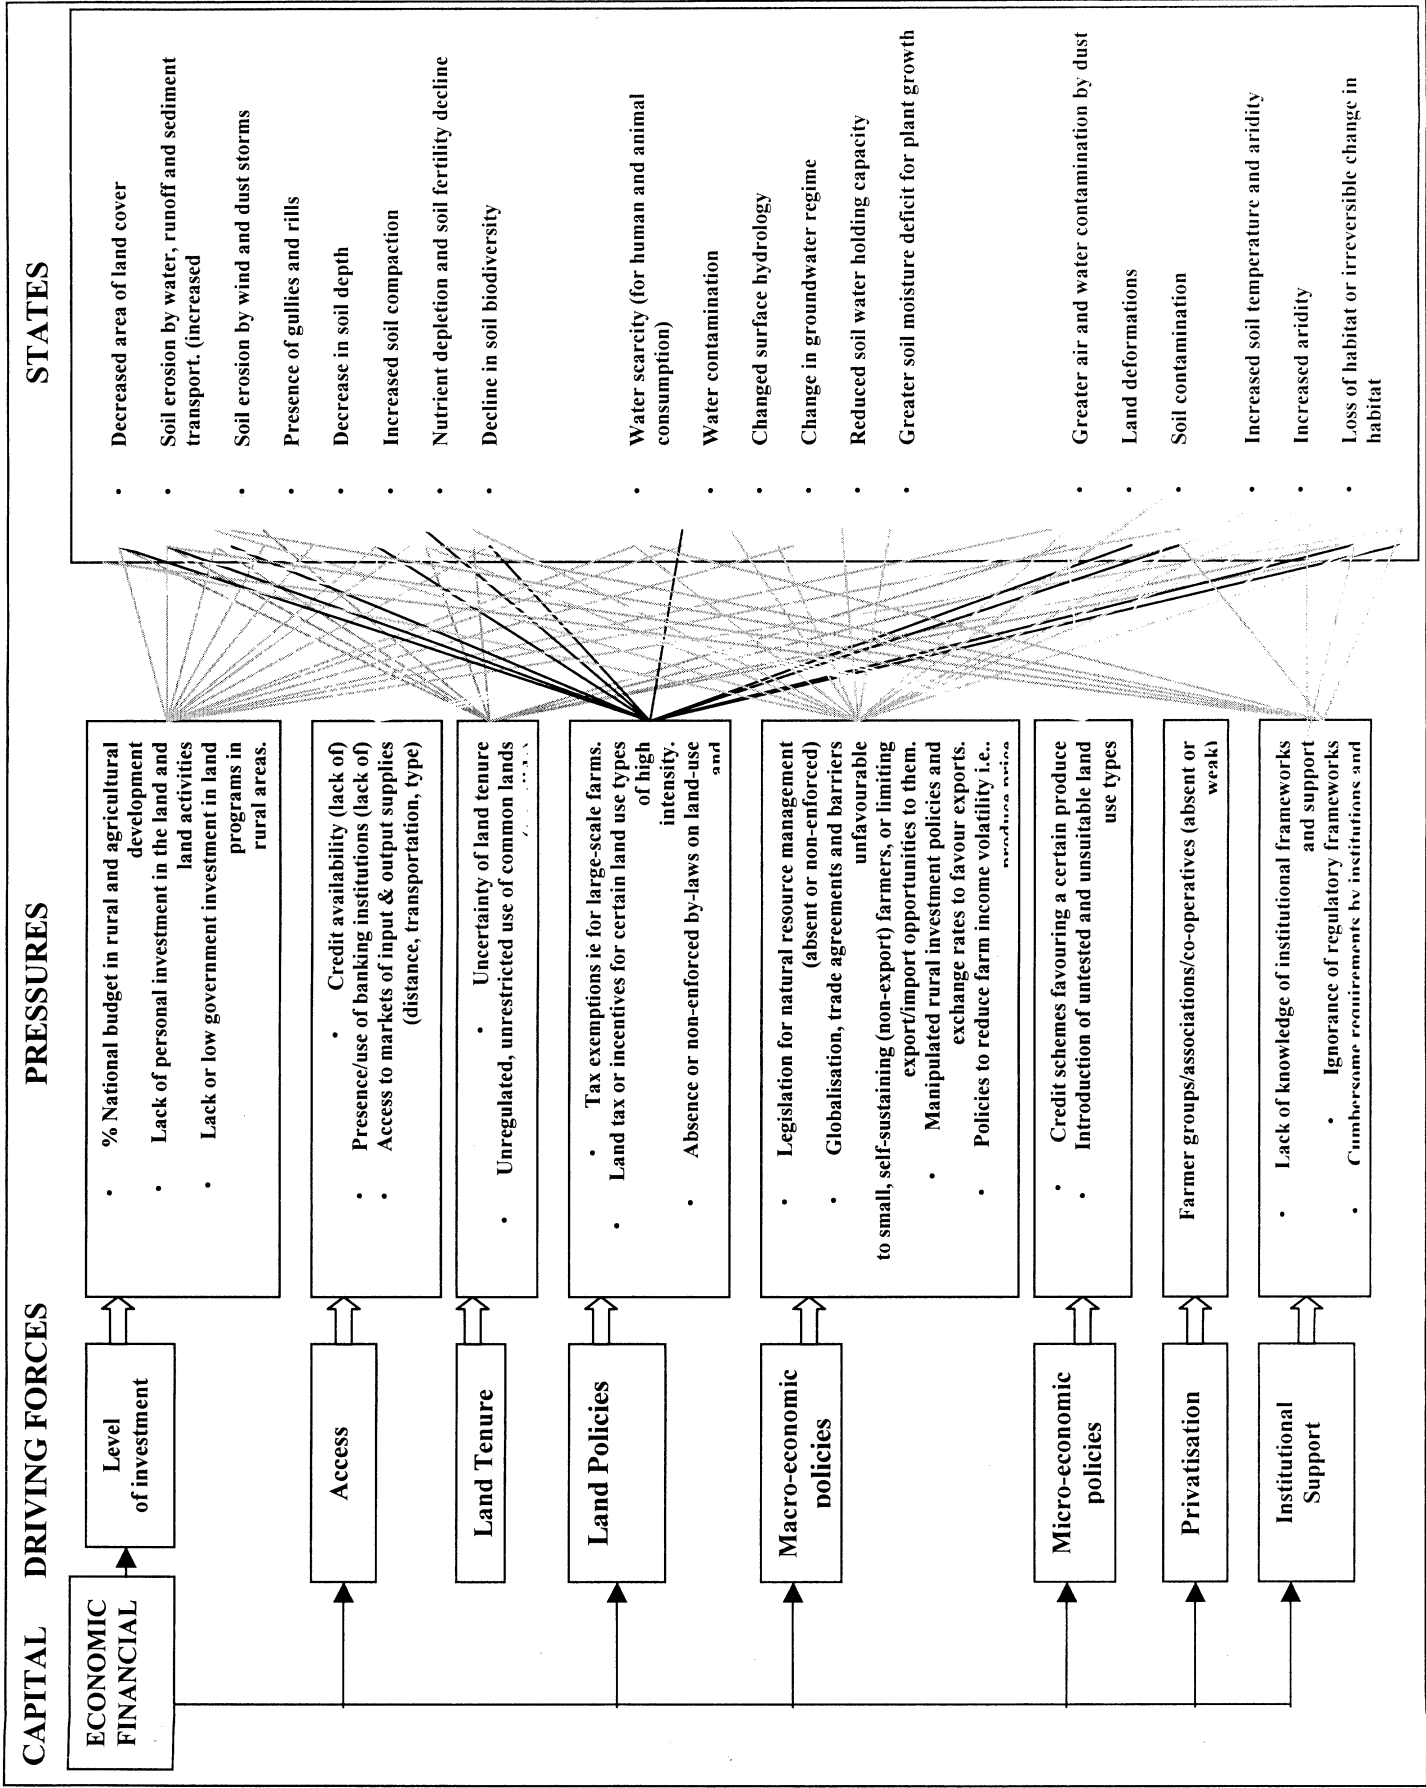 CAPITAL
DRIVING FORCES
PRESSURES
STATES
ECONOMIC
FINANCIAL
Level
of investment
Access
Land Tenure
Land Policies
Macro-economic
policies
Micro-economic
policies
Privatisation
Institutional
Support
• % National budget in rural and agricultural
development
• Lack of personal investment in the land and
land activities
• Lack or low government investment in land
programs in
rural areas.
• Credit availability (lack of)
• Presence/use of banking institutions (lack of)
• Access to markets of input & output supplies
(distance, transportation, type)
• Uncertainty of land tenure
• Unregulated, unrestricted use of common lands
• Tax exemptions ie for large-scale farms.
• Land tax or incentives for certain land use types
of high
intensity.
• Absence or non-enforced by-laws on land-use
and
• Legislation for natural resource management
(absent or non-enforced)
• Globalisation, trade agreements and barriers
unfavourable
to small, self-sustaining (non-export) farmers, or limiting
export/import opportunities to them.
• Manipulated rural investment policies and
exchange rates to favour exports.
• Policies to reduce farm income volatility i.e..
produce price
• Credit schemes favouring a certain produce
• Introduction of untested and unsuitable land
use types
Farmer groups/associations/co-operatives (absent or
weak)
• Lack of knowledge of institutional frameworks
and support
• Ignorance of regulatory frameworks
• Cumbersome requirements by institutions and
• Decreased area of land cover
• Soil erosion by water, runoff and sediment
transport. (increased
• Soil erosion by wind and dust storms
• Presence of gullies and rills
• Decrease in soil depth
• Increased soil compaction
• Nutrient depletion and soil fertility decline
• Decline in soil biodiversity
• Water scarcity (for human and animal
consumption)
• Water contamination
• Changed surface hydrology
• Change in groundwater regime
• Reduced soil water holding capacity
• Greater soil moisture deficit for plant growth
• Greater air and water contamination by dust
• Land deformations
• Soil contamination
• Increased soil temperature and aridity
• Increased aridity
• Loss of habitat or irreversible change in
habitat